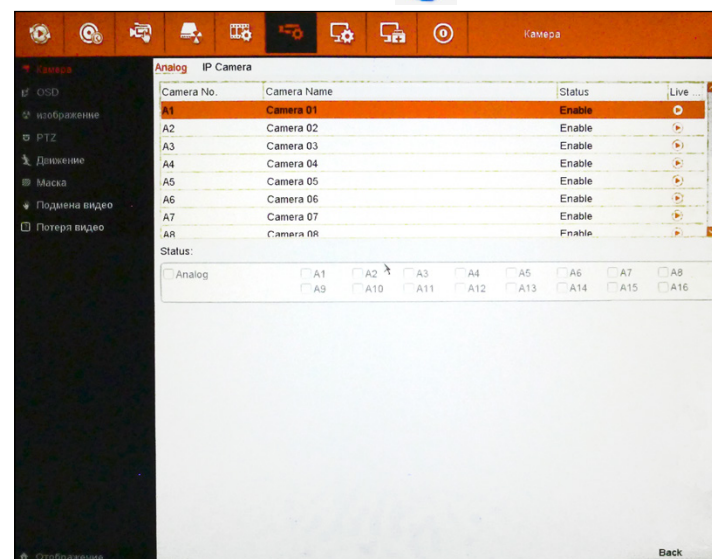 Камера
Камера
OSD
изображение
PTZ
Движение
Маска
Подмена видео
Потеря видео
Отображение
Analog IP Camera
Camera No. Camera Name Status Live ...
A1 Camera 01 Enable
A2 Camera 02 Enable
A3 Camera 03 Enable
A4 Camera 04 Enable
A5 Camera 05 Enable
A6 Camera 06 Enable
A7 Camera 07 Enable
A8 Camera 08 Enable
Status:
Analog A1 A2 A3 A4 A5 A6 A7 A8
A9 A10 A11 A12 A13 A14 A15 A16
Back